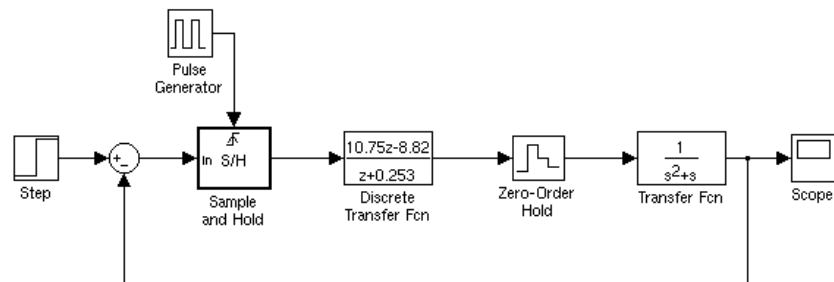 Pulse
Generator
Step
+
-
In
S/H
Sample
and Hold
10.75z-8.82
z+0.253
Discrete
Transfer Fcn
Zero-Order
Hold
1
s²+s
Transfer Fcn
Scope